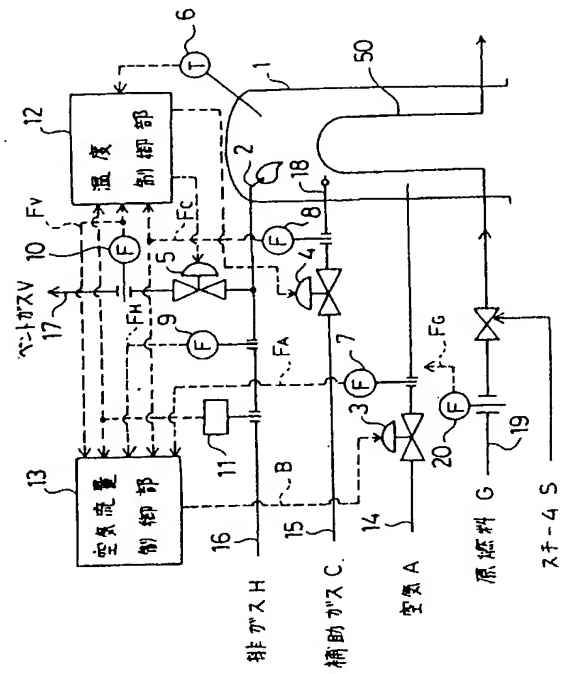 ベントガスV
17
10
Fv
12
温度
制御部
T
6
13
空気流量
制御部
F
FH
9
F
5
FC
2
1
11
8
F
18
50
4
16
排ガスH
B
FA
7
F
15
補助ガスC
3
FG
14
空気A
F
20
19
原燃料G
スチームS